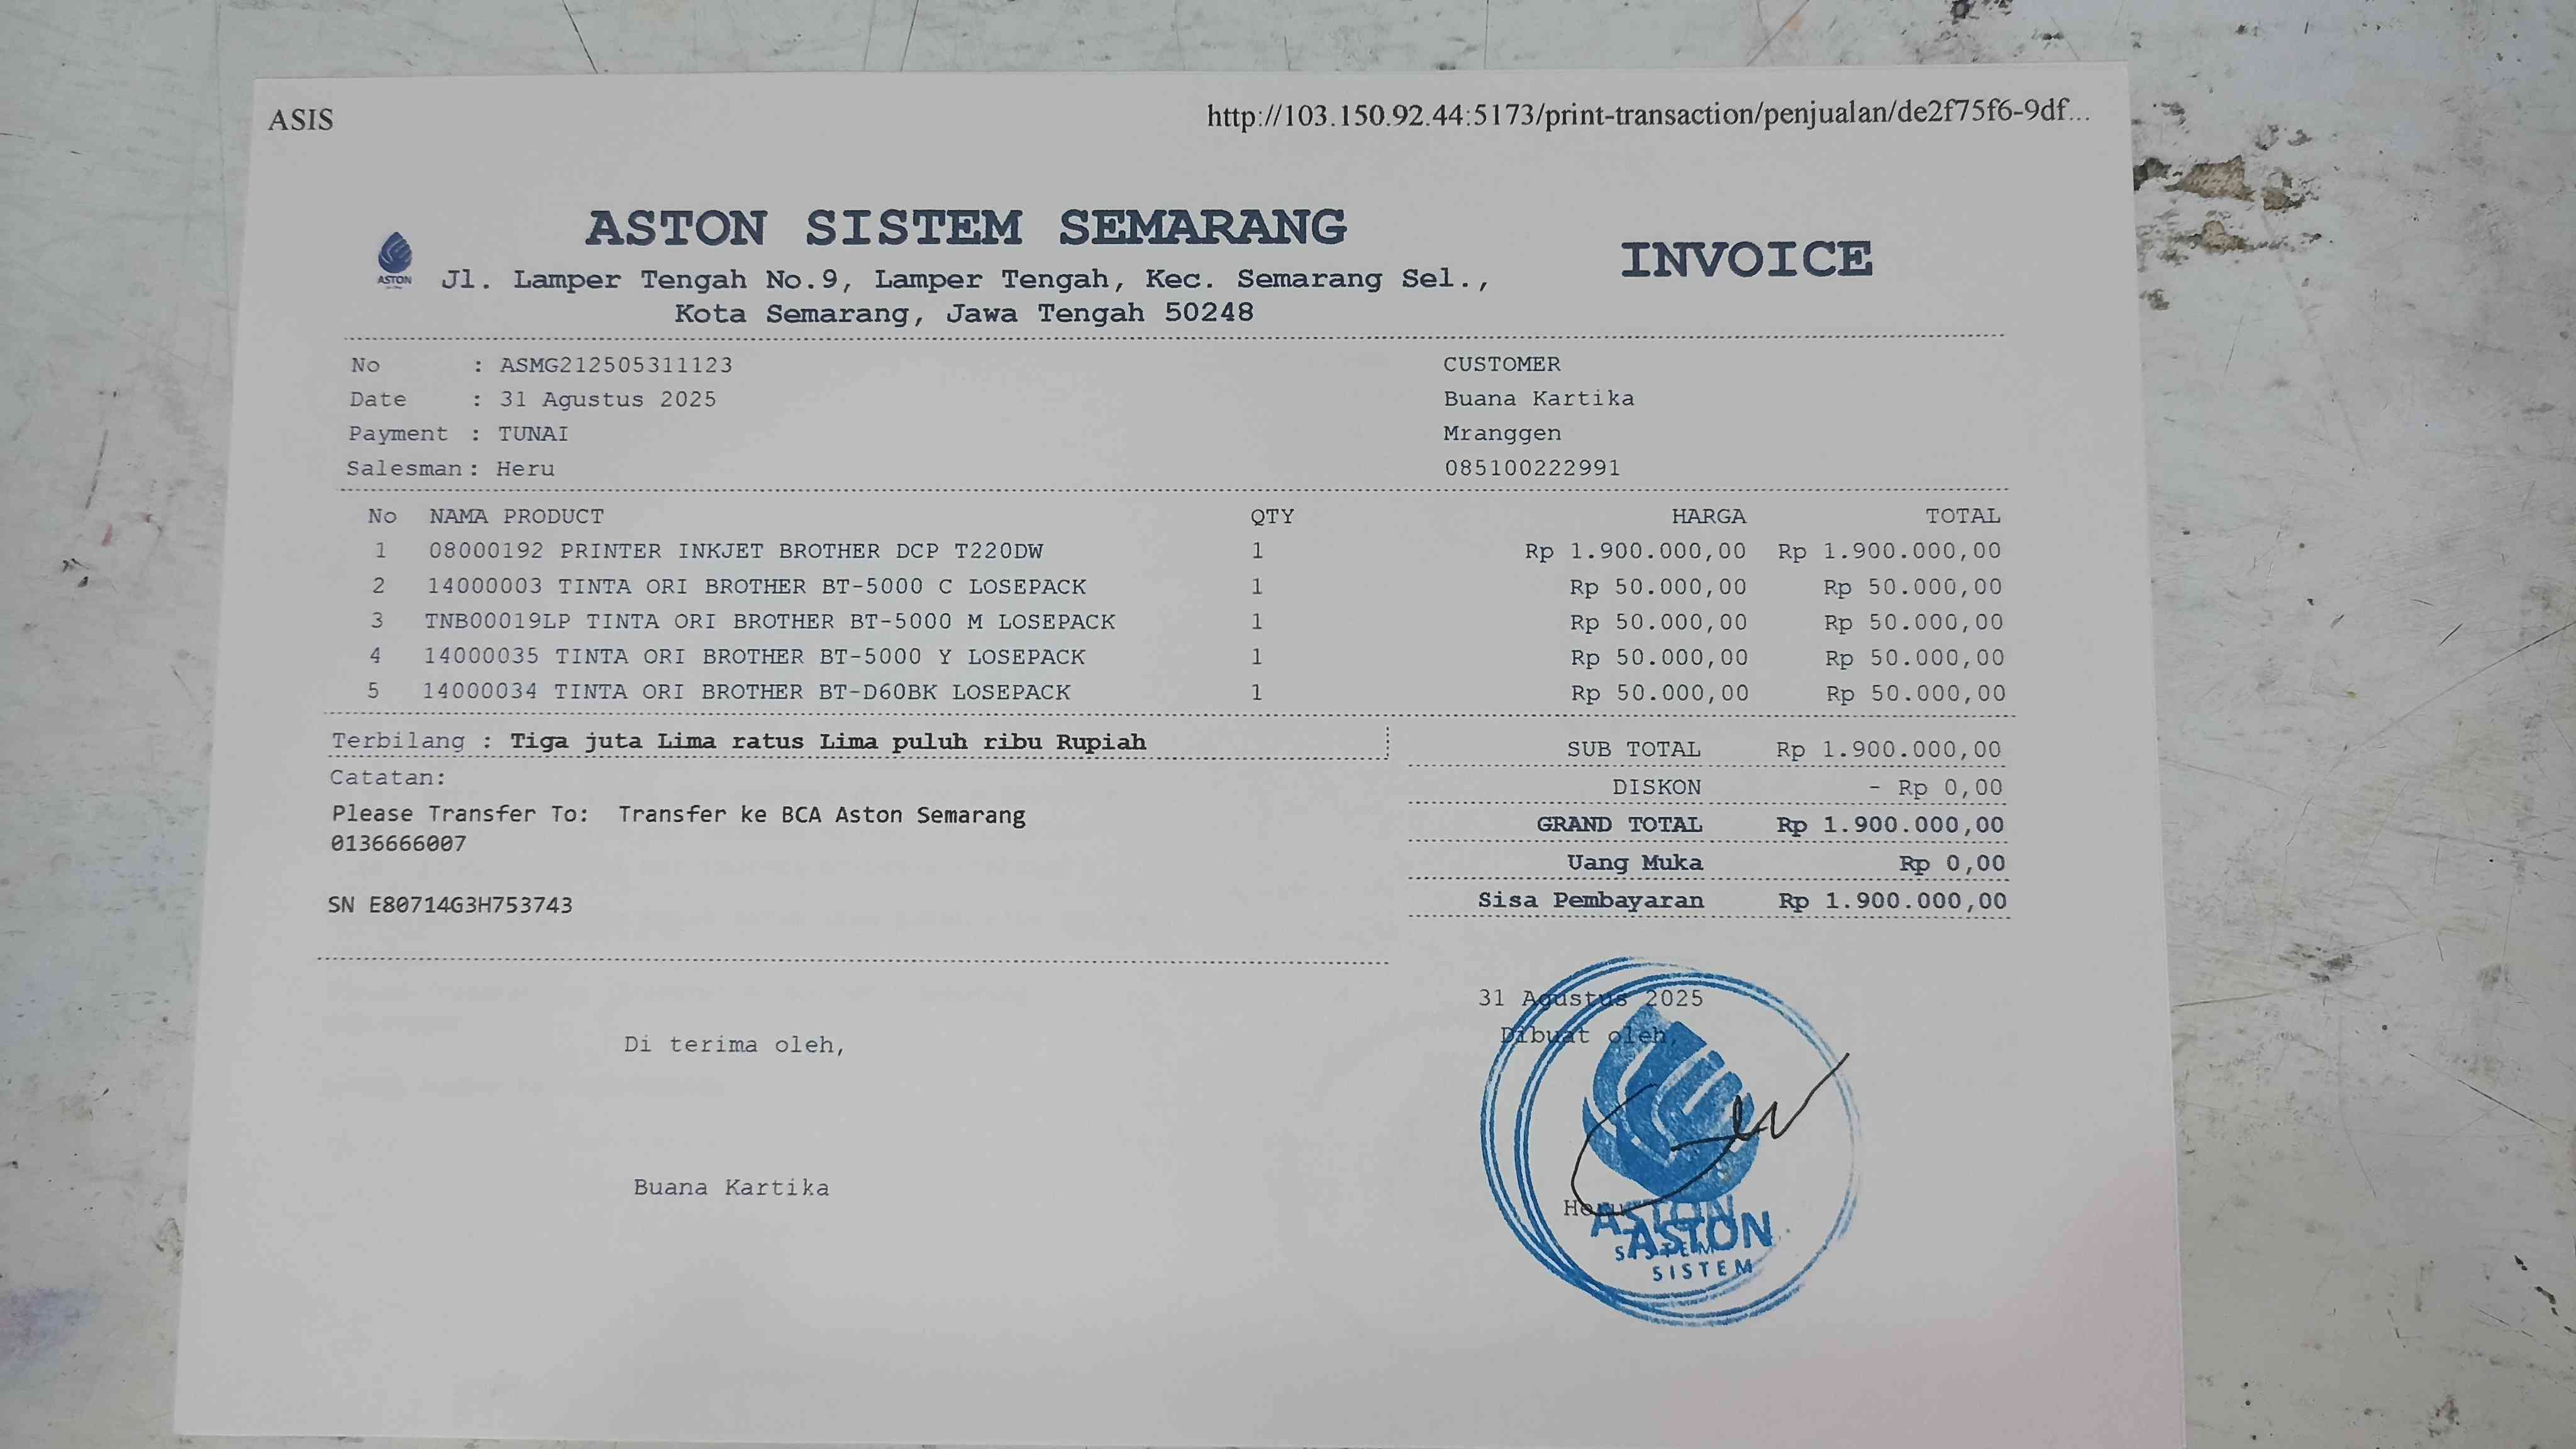 ASIS http://103.150.92.44:5173/print-transaction/penjualan/de2f75f6-9df...
ASTON SISTEM SEMARANG
INVOICE
ASTON
Jl. Lamper Tengah No.9, Lamper Tengah, Kec. Semarang Sel.,
Kota Semarang, Jawa Tengah 50248
No : ASMG212505311123 CUSTOMER
Date : 31 Agustus 2025 Buana Kartika
Payment : TUNAI Mranggen
Salesman : Heru 085100222991
No NAMA PRODUCT QTY HARGA TOTAL
1 08000192 PRINTER INKJET BROTHER DCP T220DW 1 Rp 1.900.000,00 Rp 1.900.000,00
2 14000003 TINTA ORI BROTHER BT-5000 C LOSEPACK 1 Rp 50.000,00 Rp 50.000,00
3 TNB00019LP TINTA ORI BROTHER BT-5000 M LOSEPACK 1 Rp 50.000,00 Rp 50.000,00
4 14000035 TINTA ORI BROTHER BT-5000 Y LOSEPACK 1 Rp 50.000,00 Rp 50.000,00
5 14000034 TINTA ORI BROTHER BT-D60BK LOSEPACK 1 Rp 50.000,00 Rp 50.000,00
Terbilang : Tiga juta Lima ratus Lima puluh ribu Rupiah
SUB TOTAL Rp 1.900.000,00
Catatan:
DISKON - Rp 0,00
Please Transfer To: Transfer ke BCA Aston Semarang
0136666007
GRAND TOTAL Rp 1.900.000,00
Uang Muka Rp 0,00
SN E80714G3H753743
Sisa Pembayaran Rp 1.900.000,00
31 Agustus 2025
Di terima oleh,
Dibuat oleh,
Buana Kartika
Heru
ASTON
SISTEM
ASTON
SISTEM